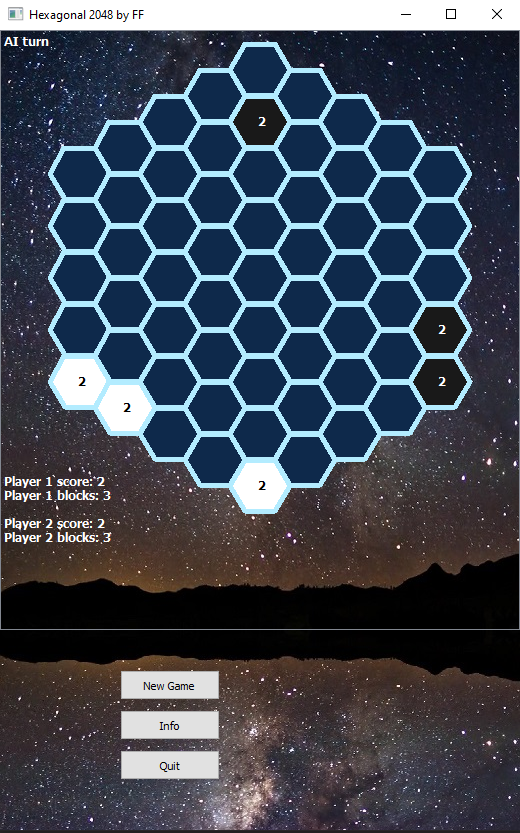 Hexagonal 2048 by FF
AI turn
2
2
2
2
2
2
Player 1 score: 2
Player 1 blocks: 3
Player 2 score: 2
Player 2 blocks: 3
New Game
Info
Quit